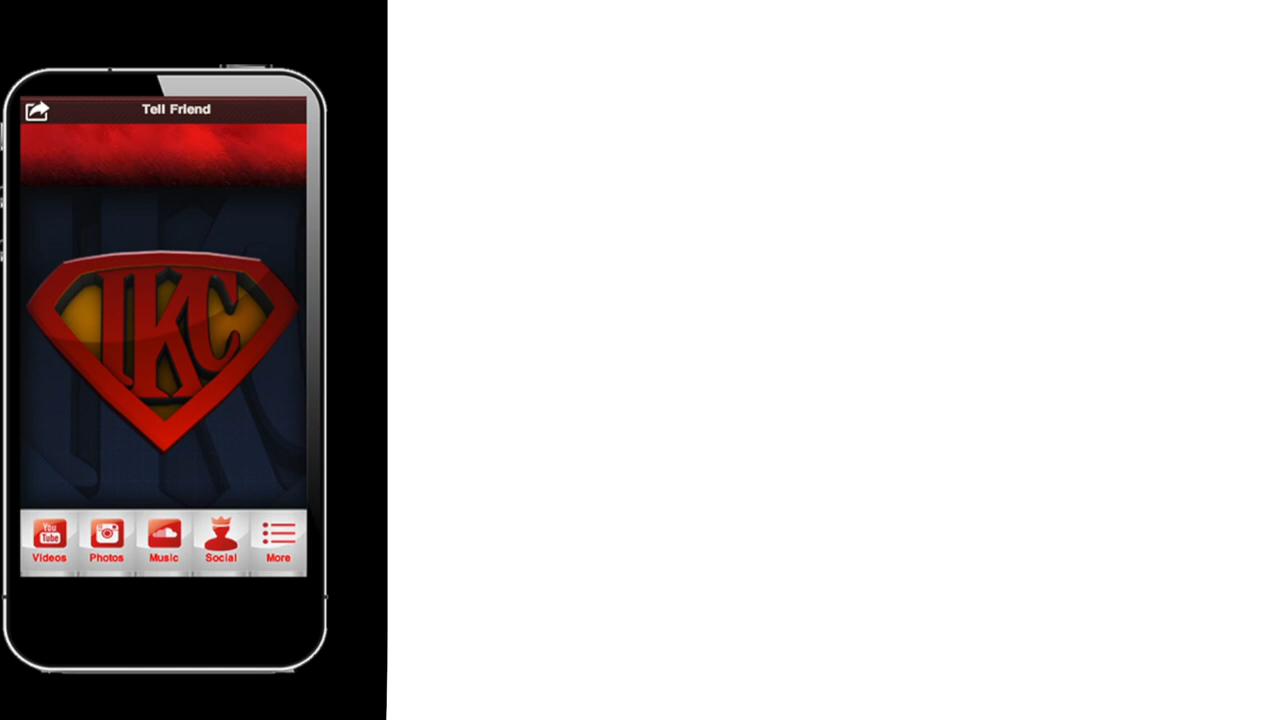 Tell Friend
IKC
You
Tube
Videos
Photos
Music
Social
More